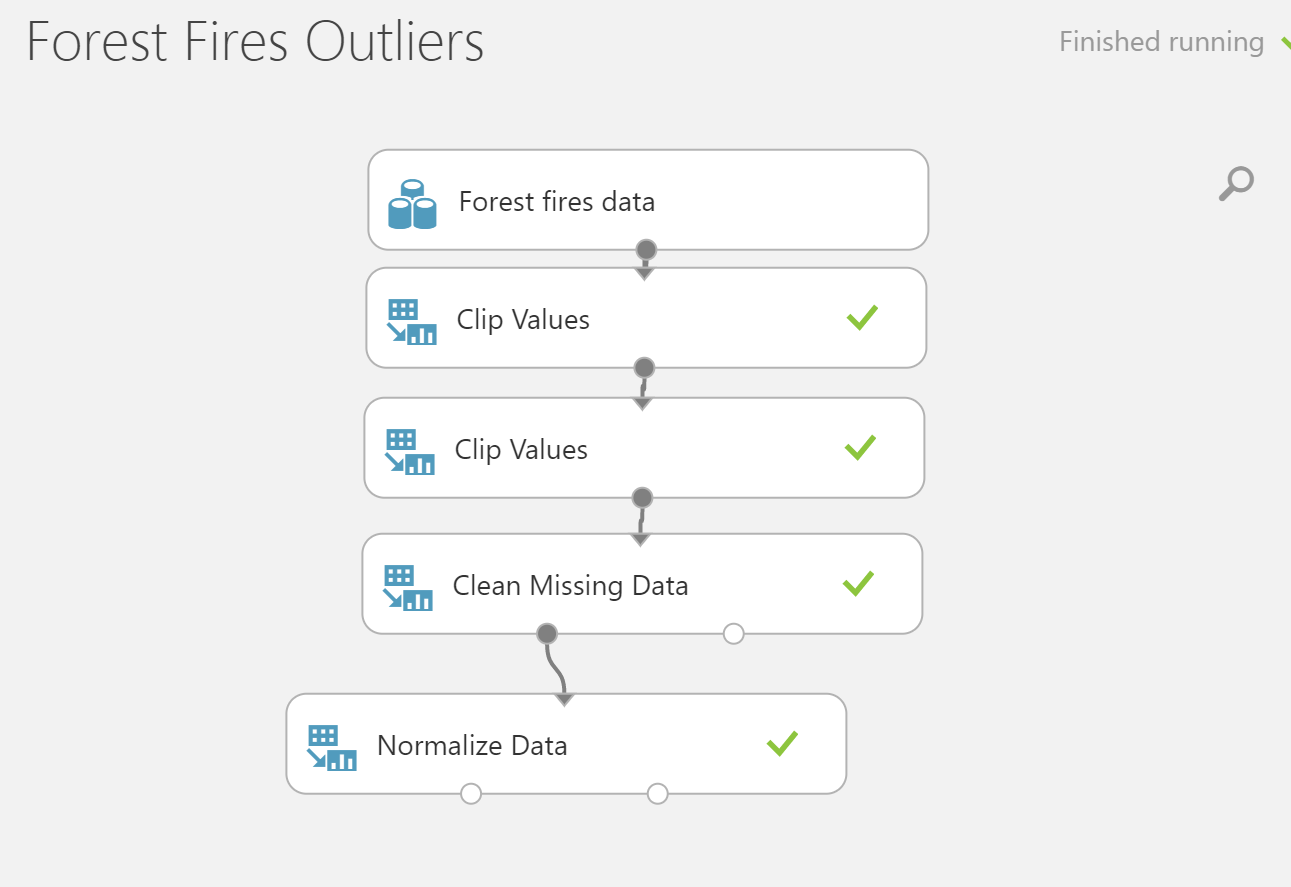 Forest Fires Outliers
Finished running
Forest fires data
Clip Values
Clip Values
Clean Missing Data
Normalize Data